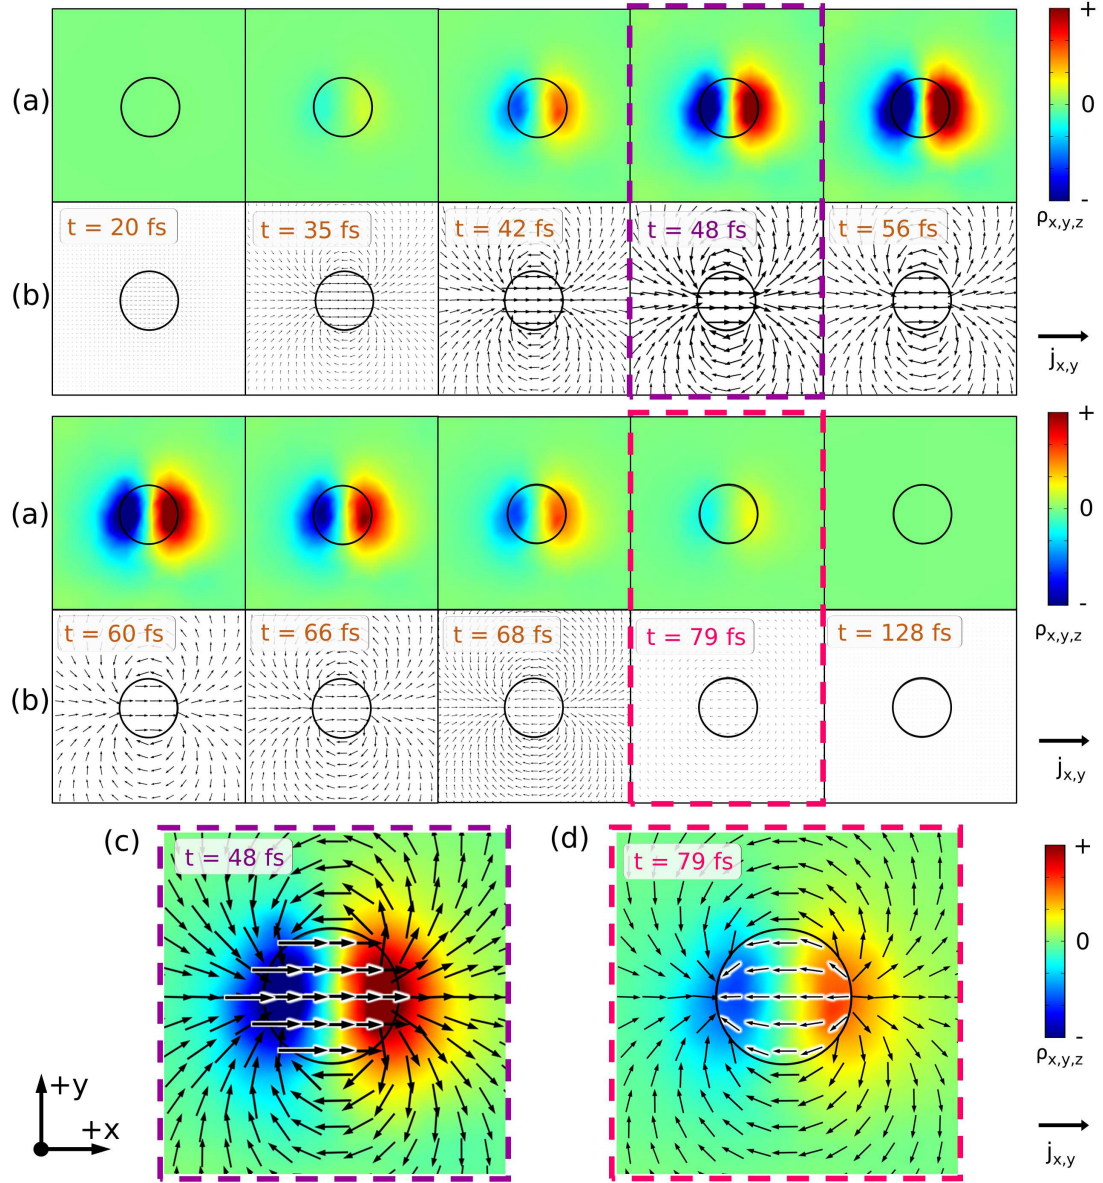 (a)
+
0
-
ρx,y,z
t = 20 fs
t = 35 fs
t = 42 fs
t = 48 fs
t = 56 fs
(b)
jx,y
(a)
+
0
-
ρx,y,z
t = 60 fs
t = 66 fs
t = 68 fs
t = 79 fs
t = 128 fs
(b)
jx,y
(c)
t = 48 fs
(d)
t = 79 fs
+
0
-
ρx,y,z
+y
+x
jx,y